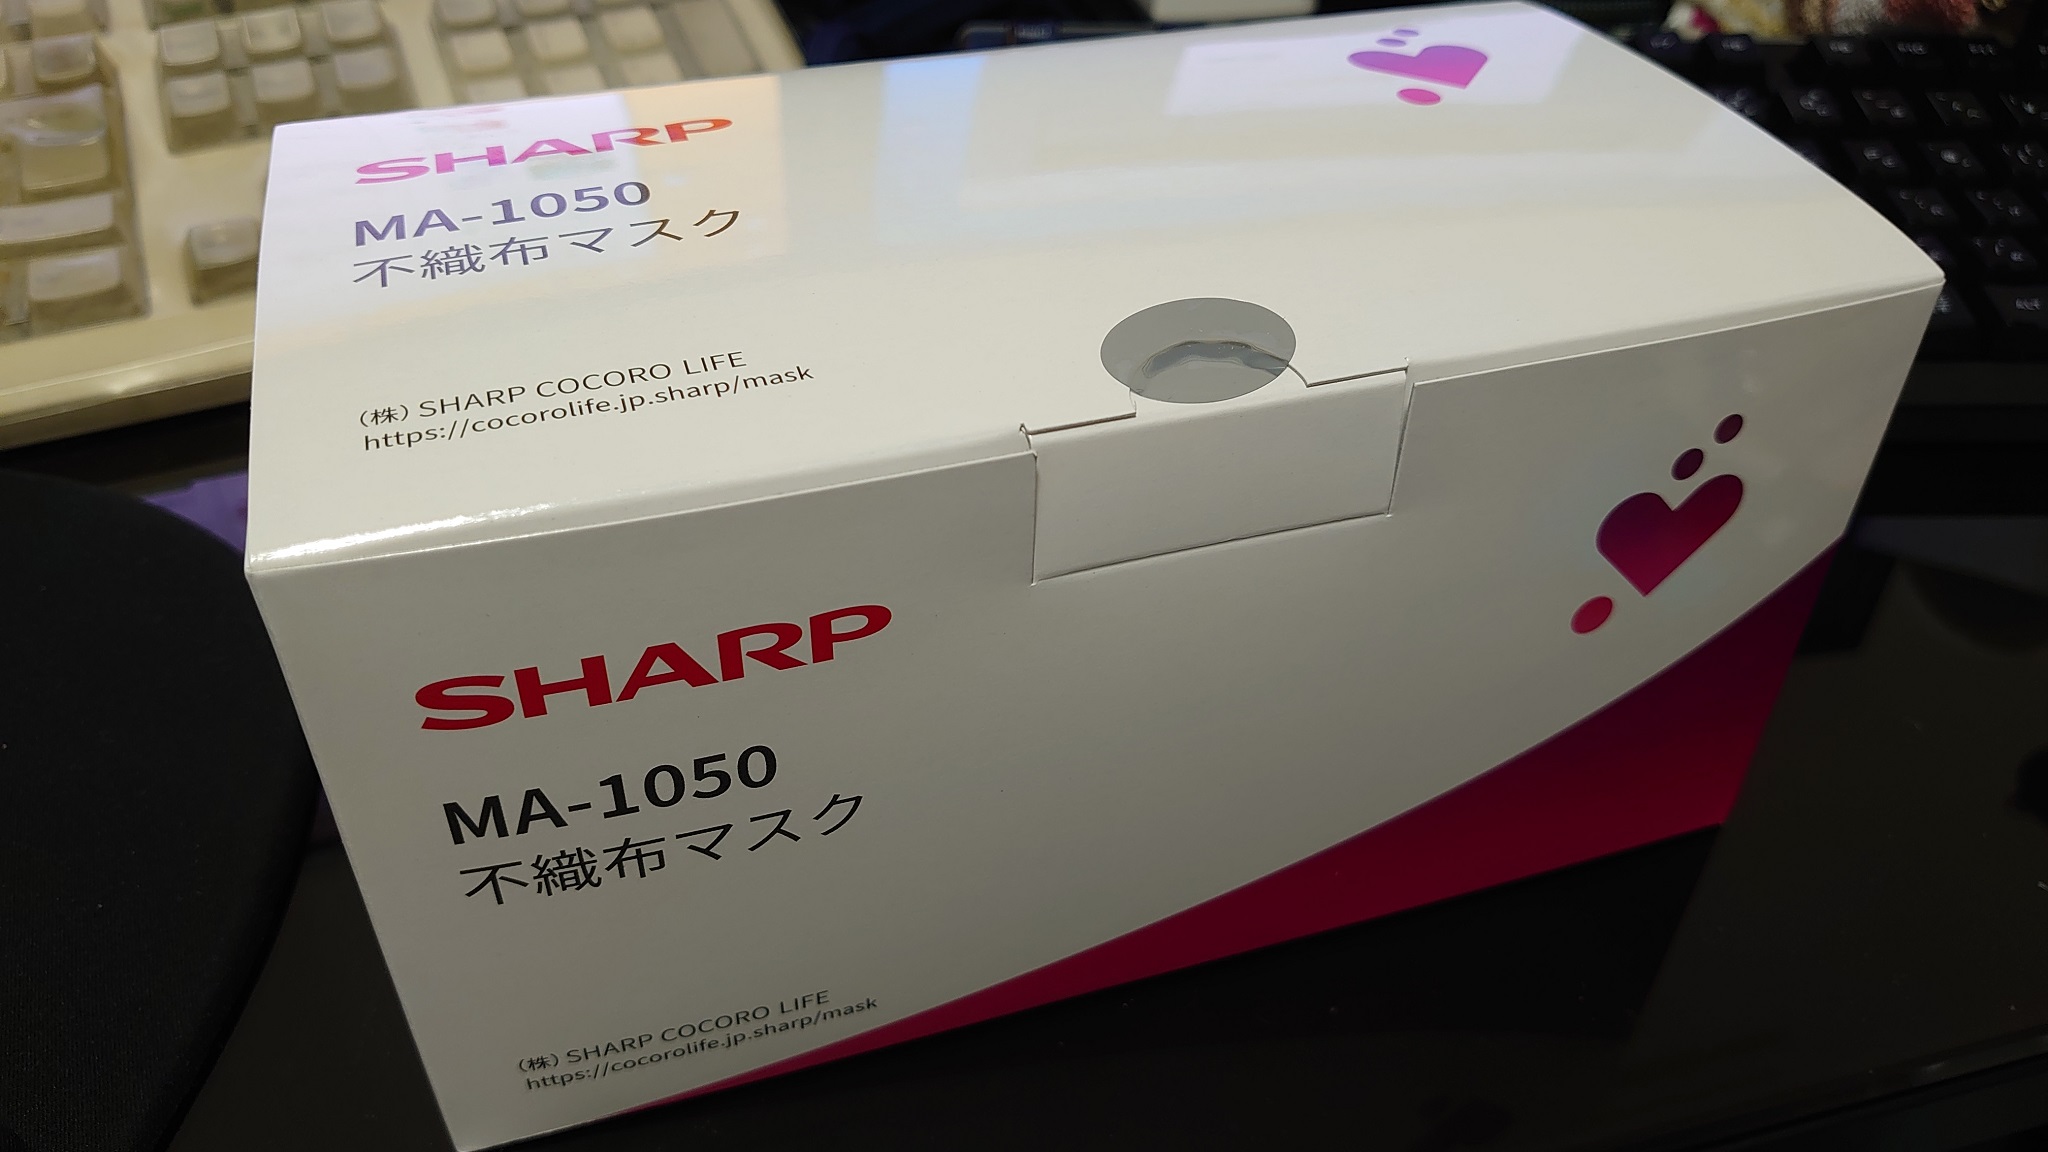 SHARP
MA-1050
不織布マスク
(株) SHARP COCORO LIFE
https://cocorolife.jp.sharp/mask
SHARP
MA-1050
不織布マスク
(株) SHARP COCORO LIFE
https://cocorolife.jp.sharp/mask